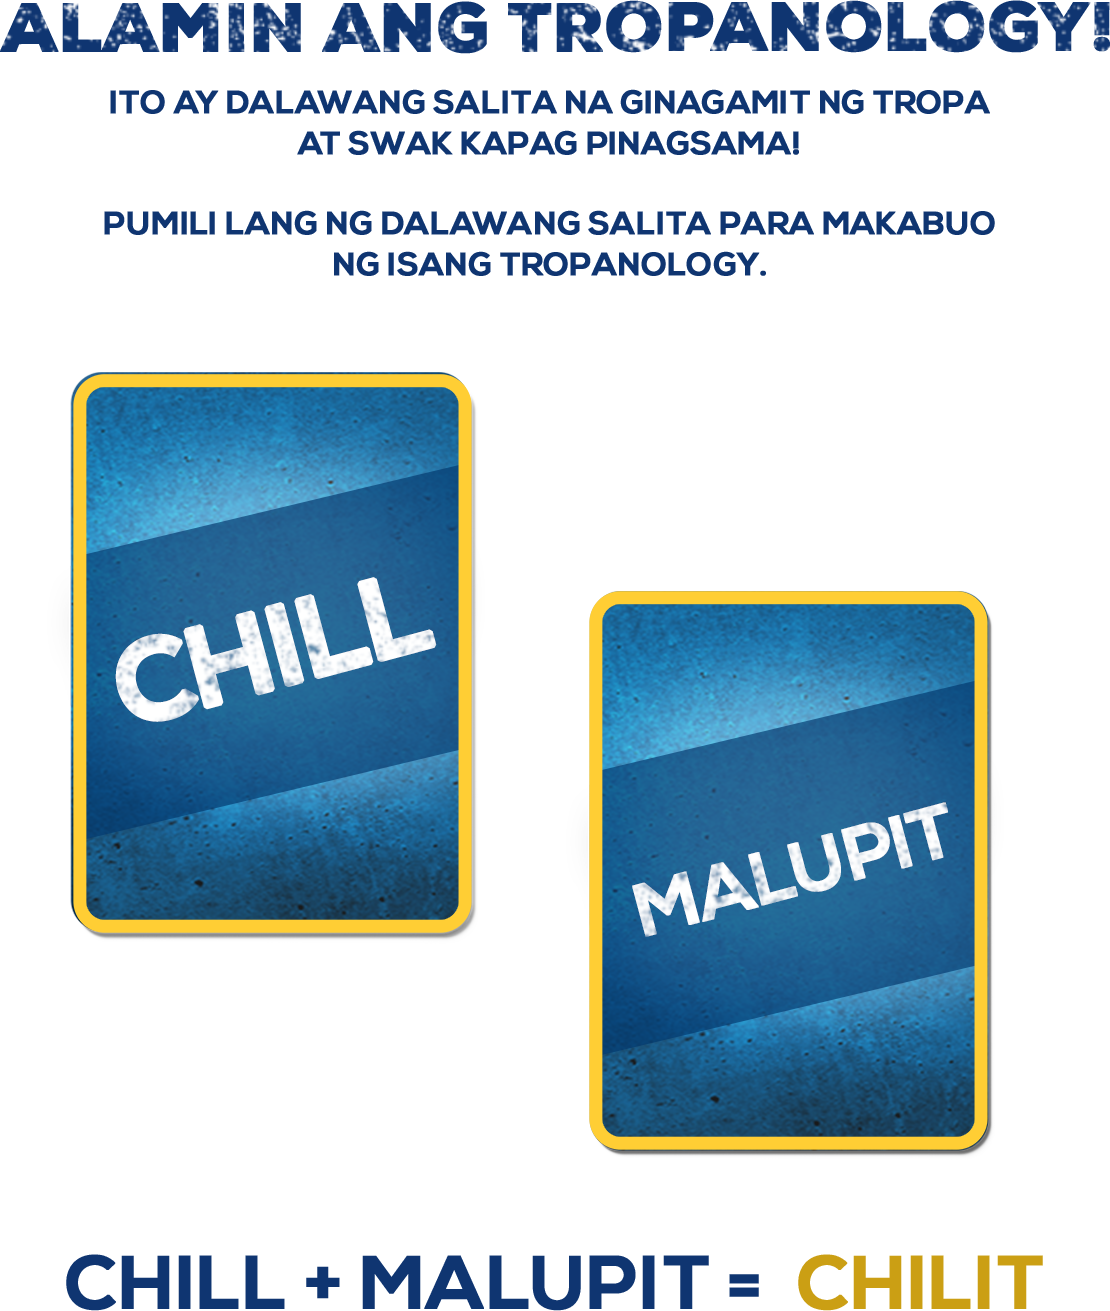 ALAMIN ANG TROPANOLOGY!
ITO AY DALAWANG SALITA NA GINAGAMIT NG TROPA
AT SWAK KAPAG PINAGSAMA!
PUMILI LANG NG DALAWANG SALITA PARA MAKABUO
NG ISANG TROPANOLOGY.
CHILL
MALUPIT
CHILL + MALUPIT = CHILIT